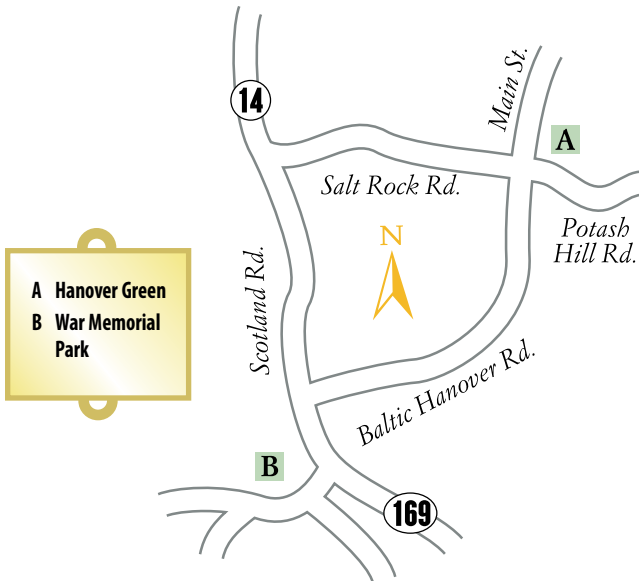 14
Main St.
A
Salt Rock Rd.
Potash
Hill Rd.
N
Scotland Rd.
A Hanover Green
B War Memorial
Park
Baltic Hanover Rd.
B
169